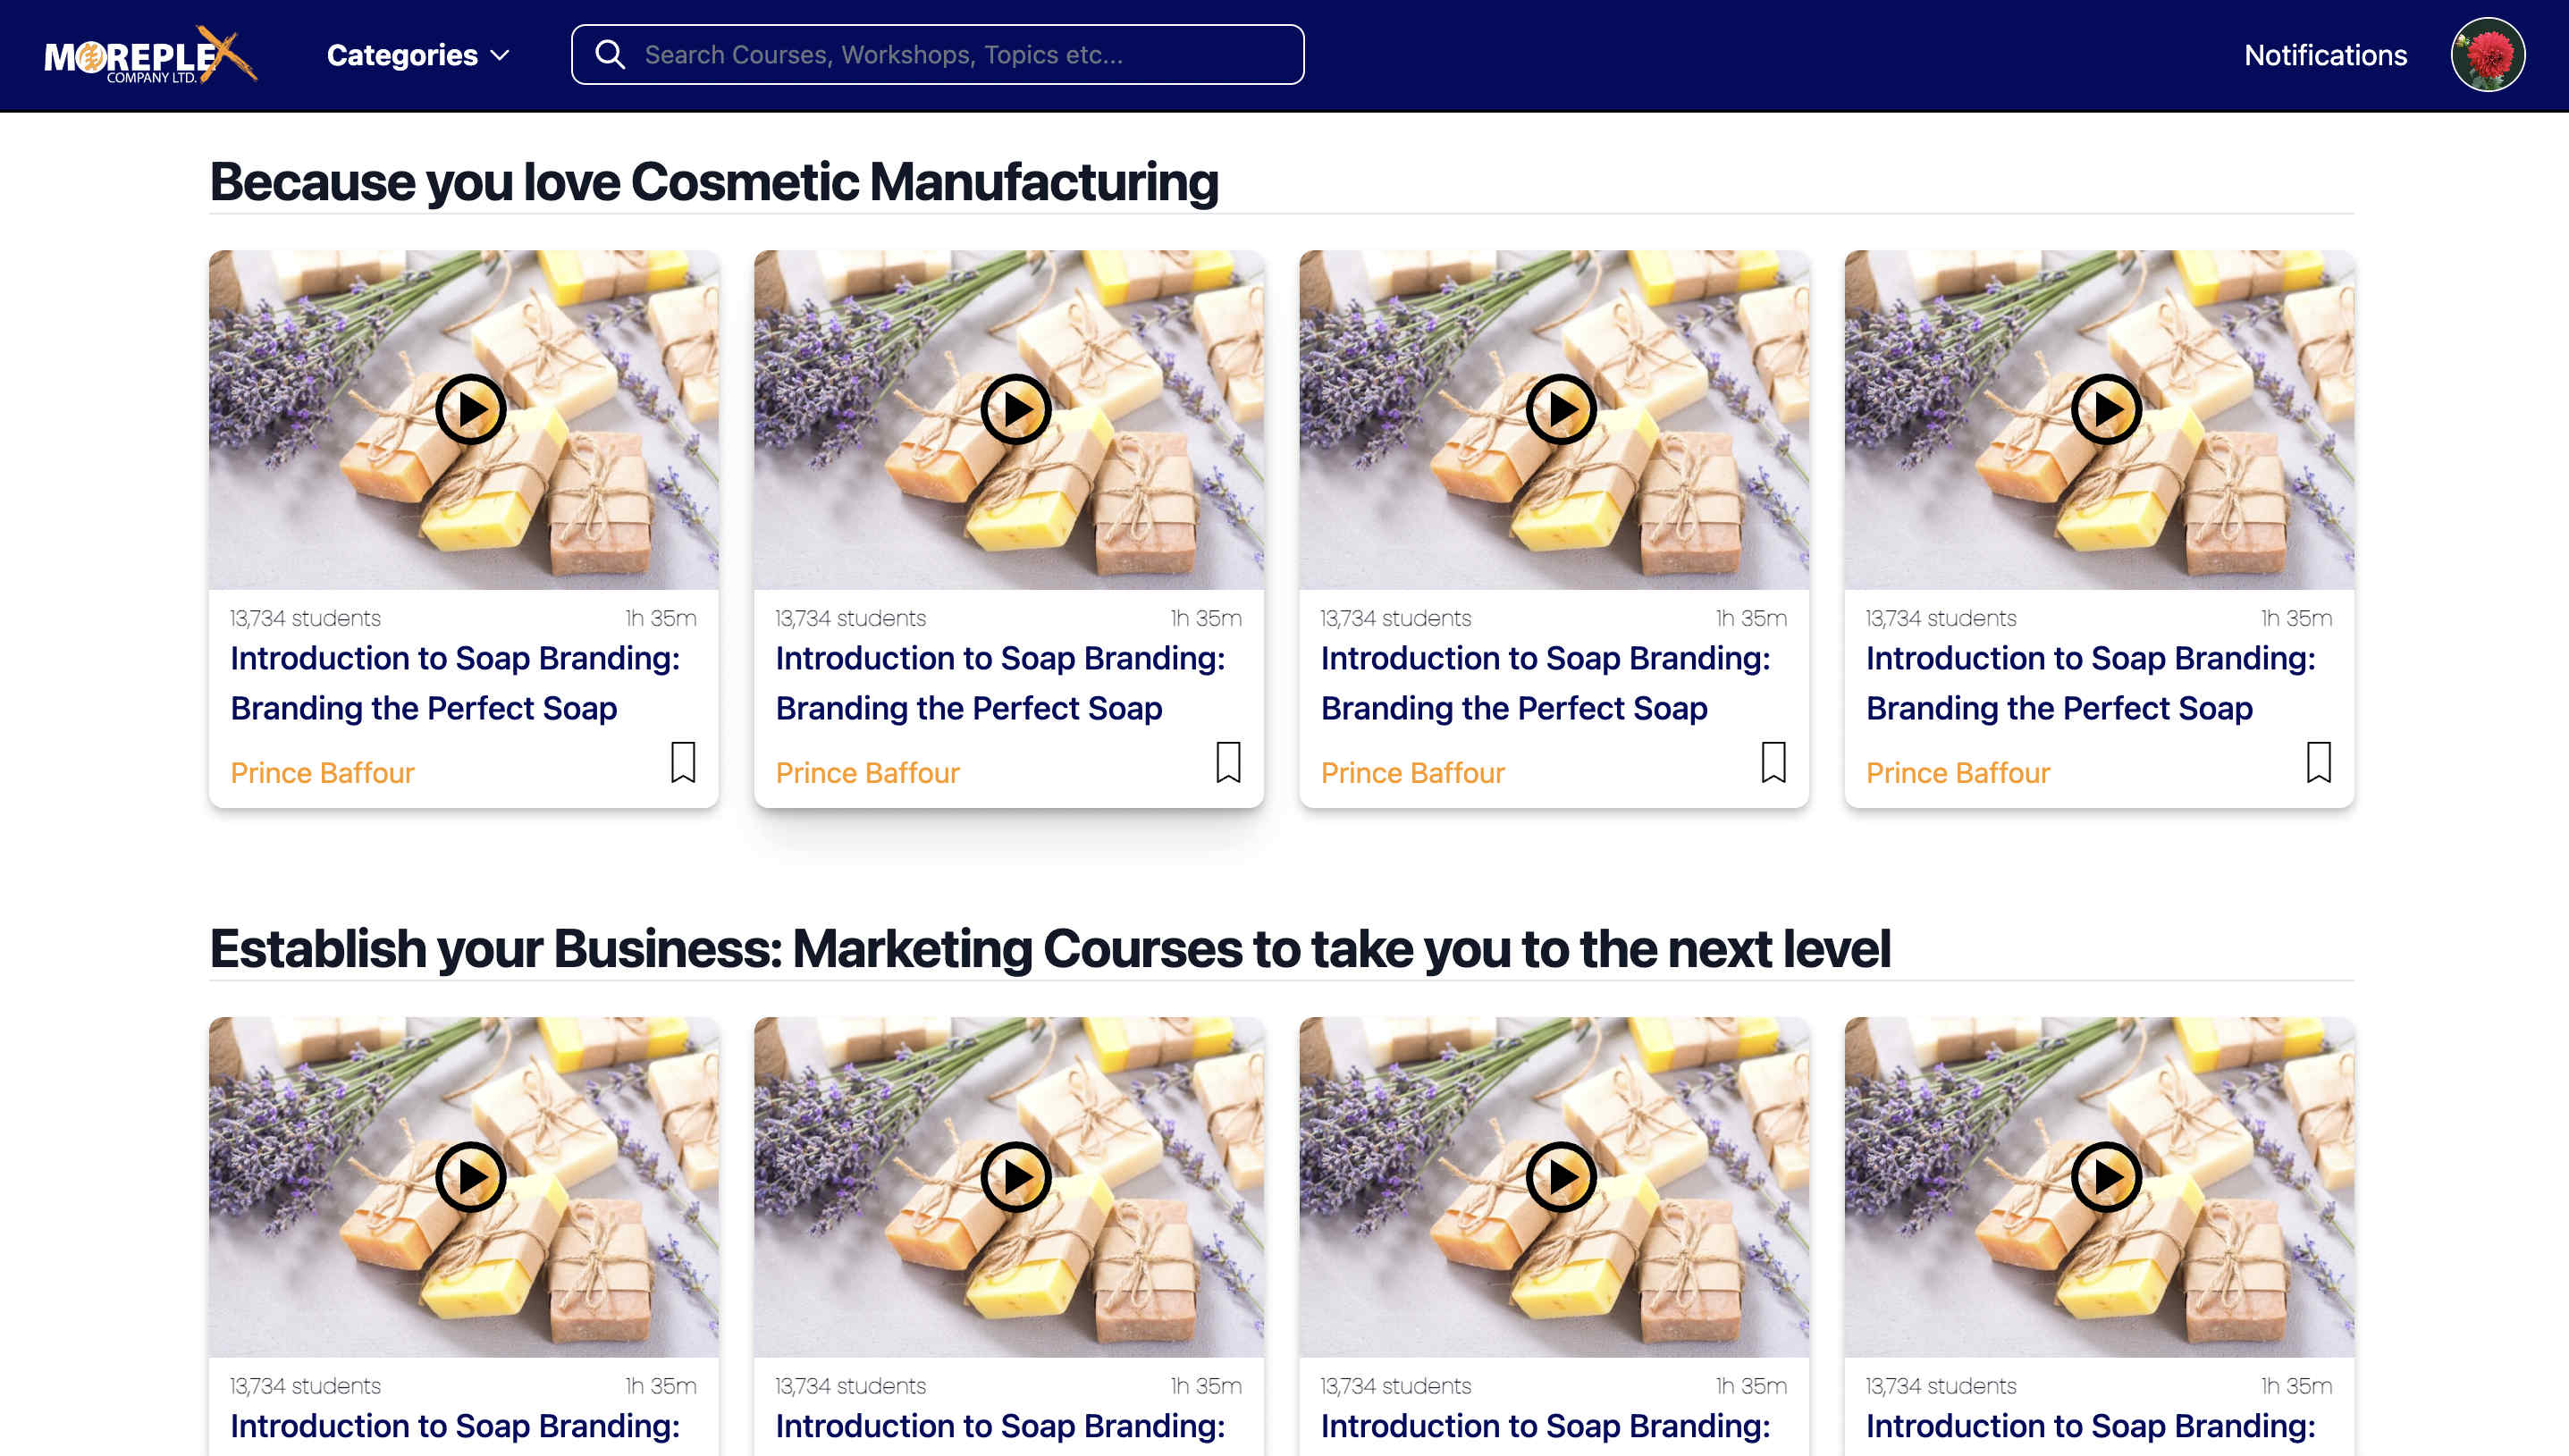 MOREPLEX
COMPANY LTD.
Categories
Search Courses, Workshops, Topics etc...
Notifications
Because you love Cosmetic Manufacturing
13,734 students 1h 35m
Introduction to Soap Branding:
Branding the Perfect Soap
Prince Baffour
13,734 students 1h 35m
Introduction to Soap Branding:
Branding the Perfect Soap
Prince Baffour
13,734 students 1h 35m
Introduction to Soap Branding:
Branding the Perfect Soap
Prince Baffour
13,734 students 1h 35m
Introduction to Soap Branding:
Branding the Perfect Soap
Prince Baffour
Establish your Business: Marketing Courses to take you to the next level
13,734 students 1h 35m
Introduction to Soap Branding:
13,734 students 1h 35m
Introduction to Soap Branding:
13,734 students 1h 35m
Introduction to Soap Branding:
13,734 students 1h 35m
Introduction to Soap Branding: